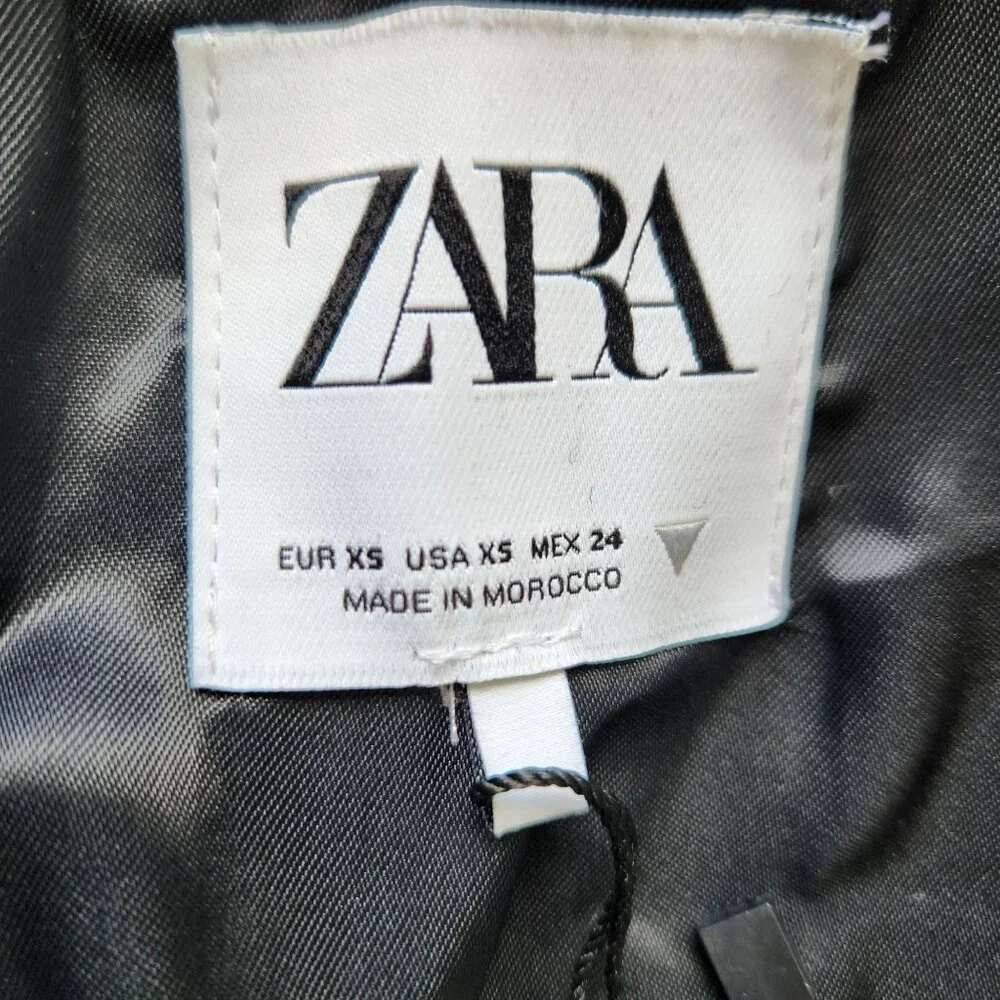 ZARA
EUR XS USA XS MEX 24
MADE IN MOROCCO